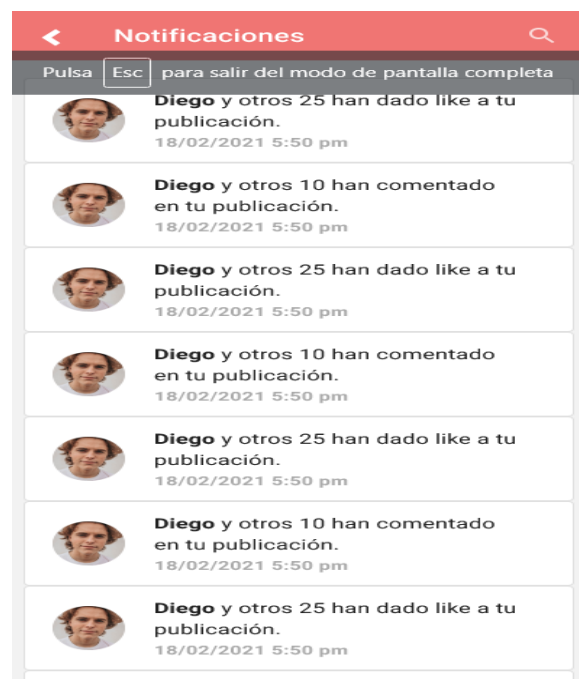 Notificaciones
Pulsa Esc para salir del modo de pantalla completa
Diego y otros 25 han dado like a tu
publicación.
18/02/2021 5:50 pm
Diego y otros 10 han comentado
en tu publicación.
18/02/2021 5:50 pm
Diego y otros 25 han dado like a tu
publicación.
18/02/2021 5:50 pm
Diego y otros 10 han comentado
en tu publicación.
18/02/2021 5:50 pm
Diego y otros 25 han dado like a tu
publicación.
18/02/2021 5:50 pm
Diego y otros 10 han comentado
en tu publicación.
18/02/2021 5:50 pm
Diego y otros 25 han dado like a tu
publicación.
18/02/2021 5:50 pm